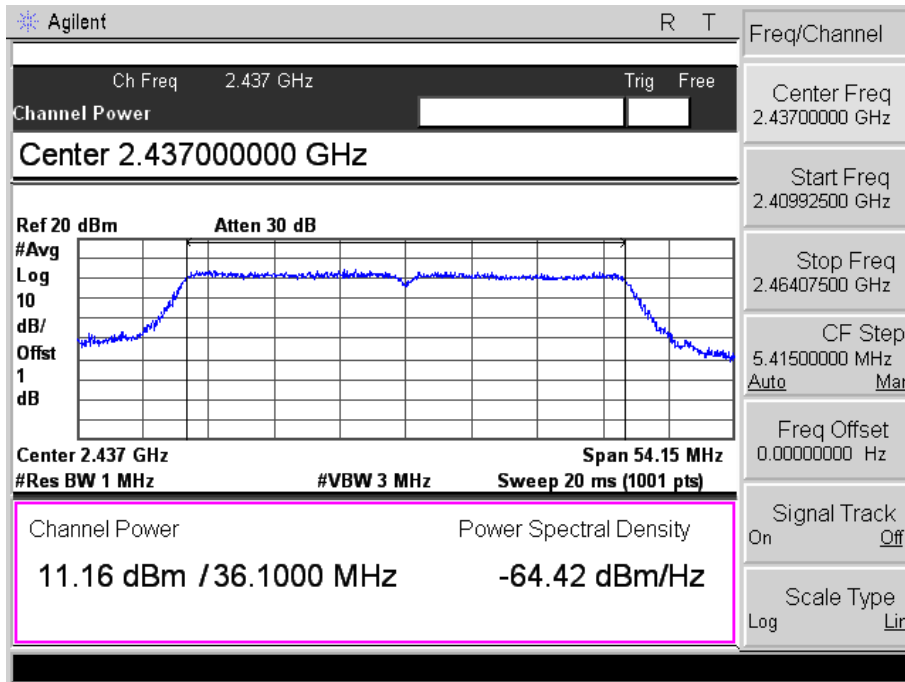 Agilent R T
Ch Freq 2.437 GHz Trig Free
Channel Power
Center 2.437000000 GHz
Ref 20 dBm Atten 30 dB
#Avg
Log
10
dB/
Offst
1
dB
Center 2.437 GHz Span 54.15 MHz
#Res BW 1 MHz #VBW 3 MHz Sweep 20 ms (1001 pts)
Channel Power Power Spectral Density
11.16 dBm / 36.1000 MHz -64.42 dBm/Hz
Freq/Channel
Center Freq
2.43700000 GHz
Start Freq
2.40992500 GHz
Stop Freq
2.46407500 GHz
CF Step
5.41500000 MHz
Auto Man
Freq Offset
0.00000000 Hz
Signal Track
On Off
Scale Type
Log Lin